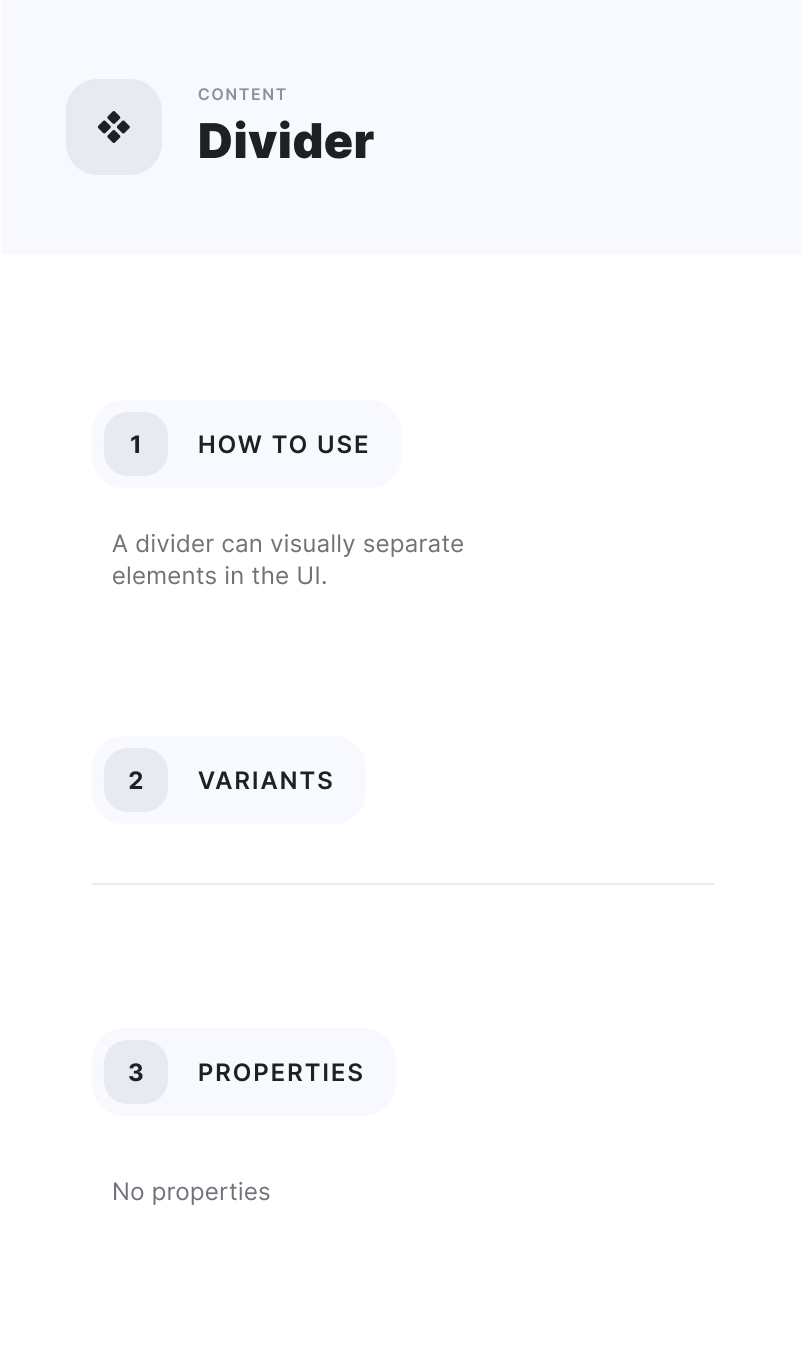 CONTENT
Divider
1 HOW TO USE
A divider can visually separate
elements in the UI.
2 VARIANTS
3 PROPERTIES
No properties